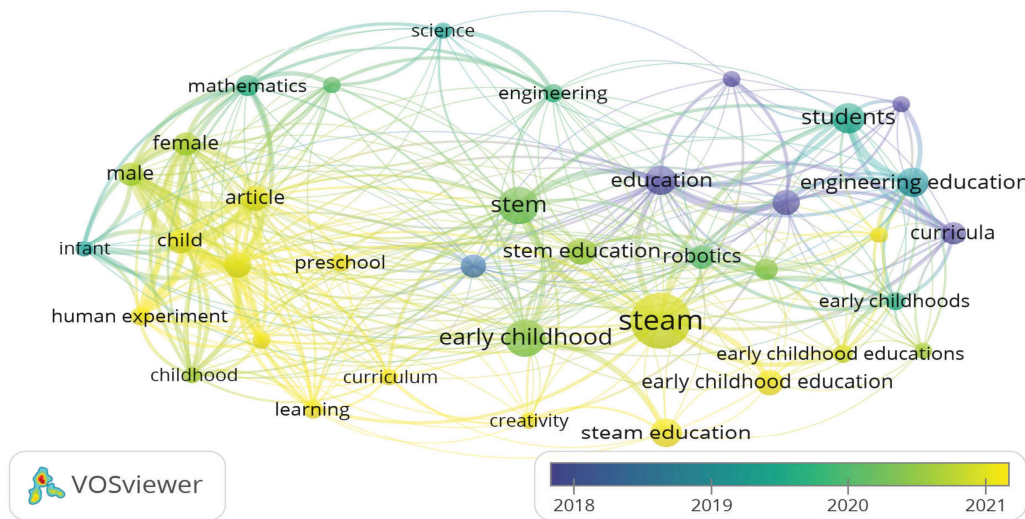 science
mathematics
engineering
students
female
male
article
education
engineering education
stem
infant
child
curricula
stem education
robotics
preschool
early childhoods
human experiment
steam
early childhood
early childhood educations
childhood
curriculum
early childhood education
learning
creativity
steam education
VOSviewer
2018
2019
2020
2021